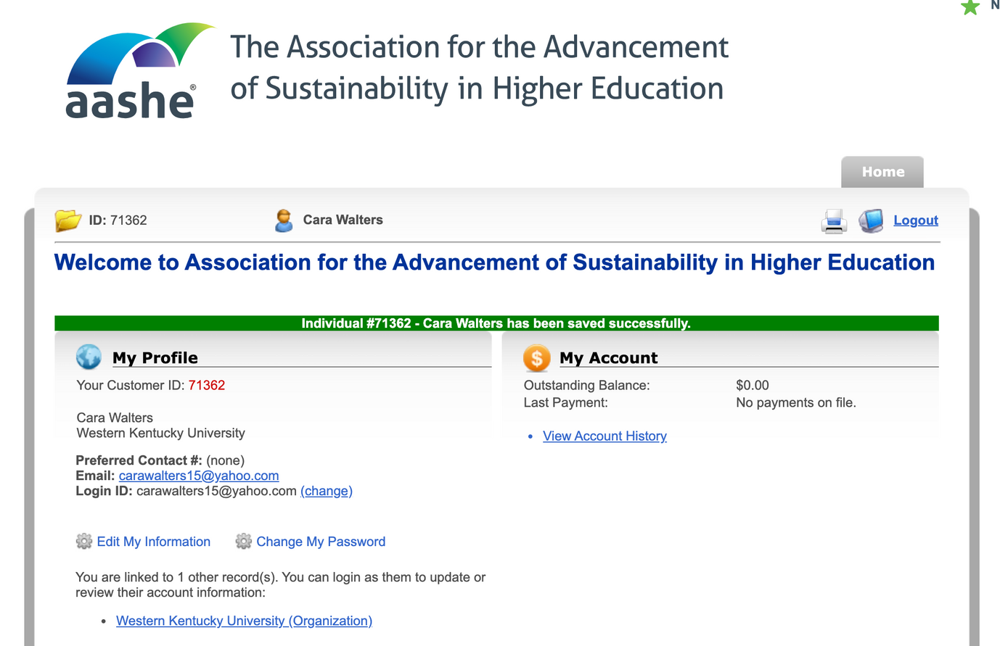 N
aashe®
The Association for the Advancement
of Sustainability in Higher Education
Home
ID: 71362
Cara Walters
Logout
Welcome to Association for the Advancement of Sustainability in Higher Education
Individual #71362 - Cara Walters has been saved successfully.
My Profile
Your Customer ID: 71362
Cara Walters
Western Kentucky University
Preferred Contact #: (none)
Email: carawalters15@yahoo.com
Login ID: carawalters15@yahoo.com (change)
Edit My Information
Change My Password
You are linked to 1 other record(s). You can login as them to update or
review their account information:
• Western Kentucky University (Organization)
$ My Account
Outstanding Balance: $0.00
Last Payment: No payments on file.
• View Account History